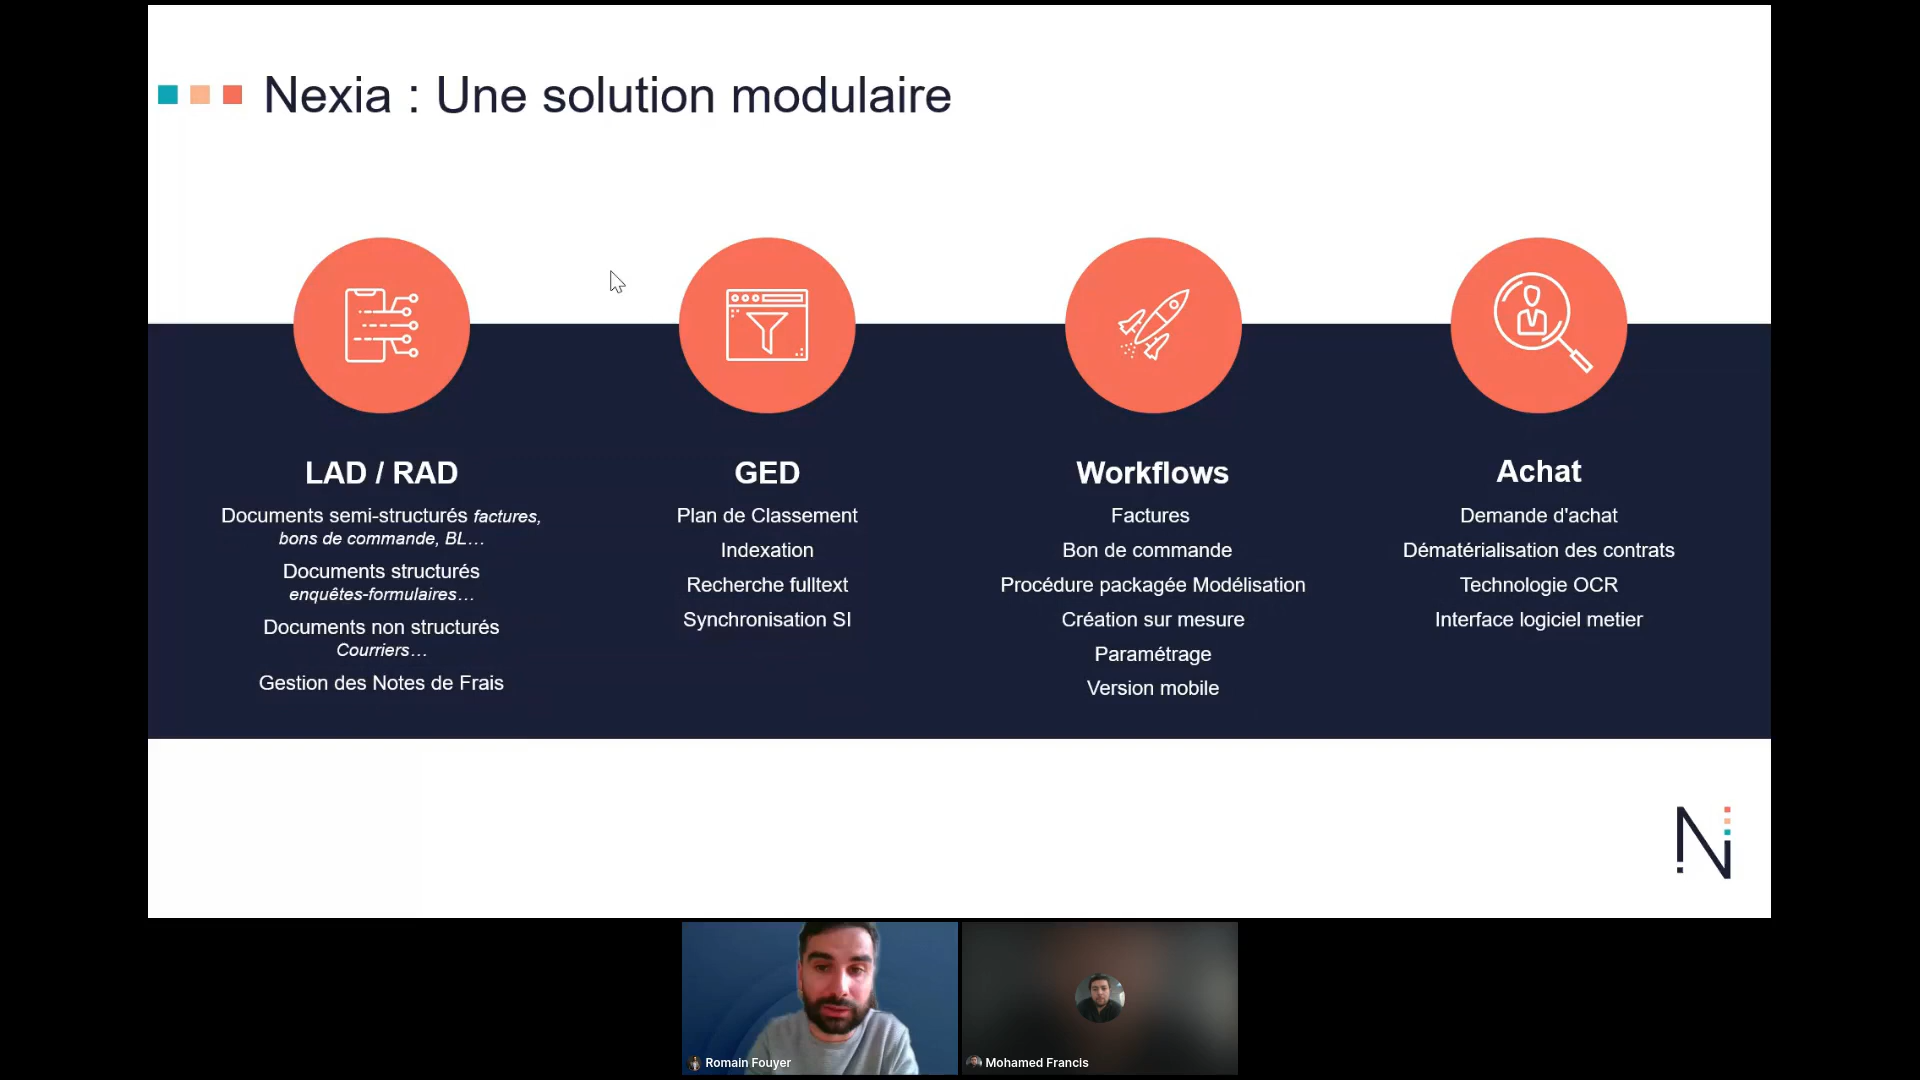 Nexia : Une solution modulaire
LAD / RAD
Documents semi-structurés factures,
bons de commande, BL…
Documents structurés
enquêtes-formulaires…
Documents non structurés
Courriers…
Gestion des Notes de Frais
GED
Plan de Classement
Indexation
Recherche fulltext
Synchronisation SI
Workflows
Factures
Bon de commande
Procédure packagée Modélisation
Création sur mesure
Paramétrage
Version mobile
Achat
Demande d'achat
Dématérialisation des contrats
Technologie OCR
Interface logiciel metier
N
Romain Fouyer
Mohamed Francis